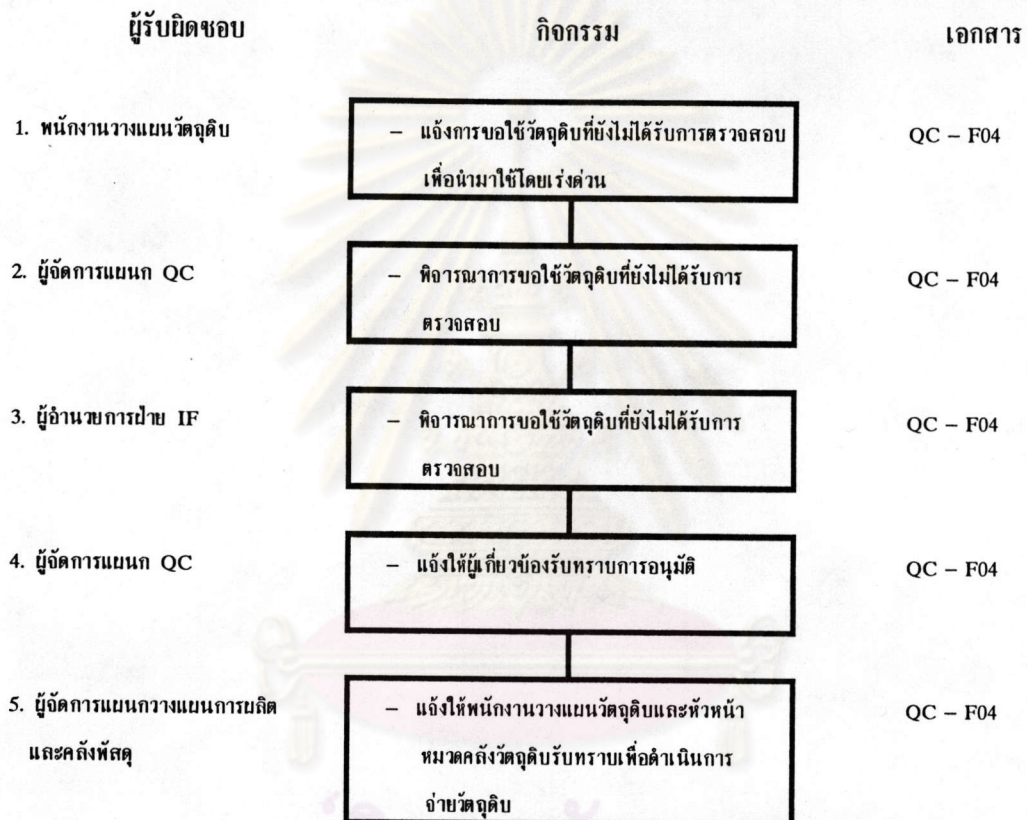 ผู้รับผิดชอบ กิจกรรม เอกสาร
1. พนักงานวางแผนวัตถุดิบ – แจ้งการขอใช้วัตถุดิบที่ยังไม่ได้รับการตรวจสอบ QC – F04
เพื่อนำมาใช้โดยเร่งด่วน
2. ผู้จัดการแผนก QC – พิจารณาการขอใช้วัตถุดิบที่ยังไม่ได้รับการ QC – F04
ตรวจสอบ
3. ผู้อำนวยการฝ่าย IF – พิจารณาการขอใช้วัตถุดิบที่ยังไม่ได้รับการ QC – F04
ตรวจสอบ
4. ผู้จัดการแผนก QC – แจ้งให้ผู้เกี่ยวข้องรับทราบการอนุมัติ QC – F04
5. ผู้จัดการแผนกวางแผนการผลิต – แจ้งให้พนักงานวางแผนวัตถุดิบและหัวหน้า QC – F04
และคลังพัสดุ หมวดคลังวัตถุดิบรับทราบเพื่อดำเนินการ
จ่ายวัตถุดิบ